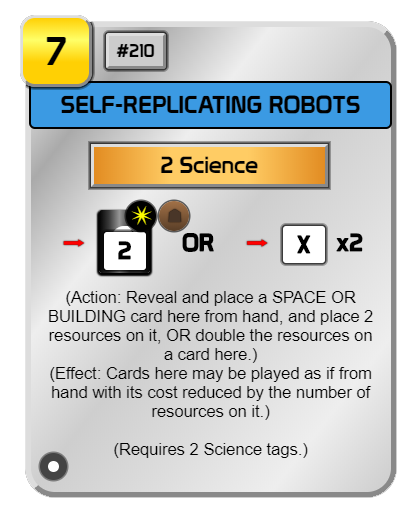 7
#210
SELF-REPLICATING ROBOTS
2 Science
2 OR X x2
(Action: Reveal and place a SPACE OR
BUILDING card here from hand, and place 2
resources on it, OR double the resources on
a card here.)
(Effect: Cards here may be played as if from
hand with its cost reduced by the number of
resources on it.)
(Requires 2 Science tags.)